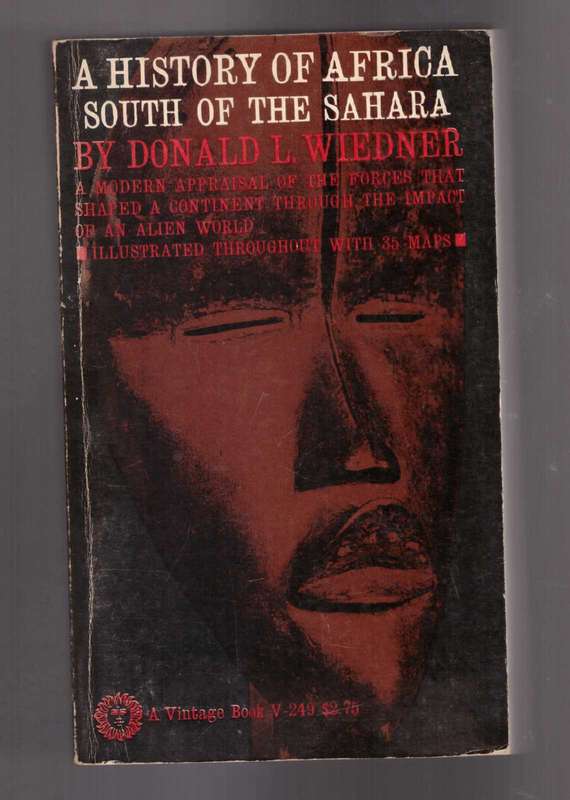 A HISTORY OF AFRICA
SOUTH OF THE SAHARA
BY DONALD L. WIEDNER
A MODERN APPRAISAL OF THE FORCES THAT
SHAPED A CONTINENT THROUGH THE IMPACT
OF AN ALIEN WORLD
ILLUSTRATED THROUGHOUT WITH 35 MAPS
A Vintage Book V-249 $2.75